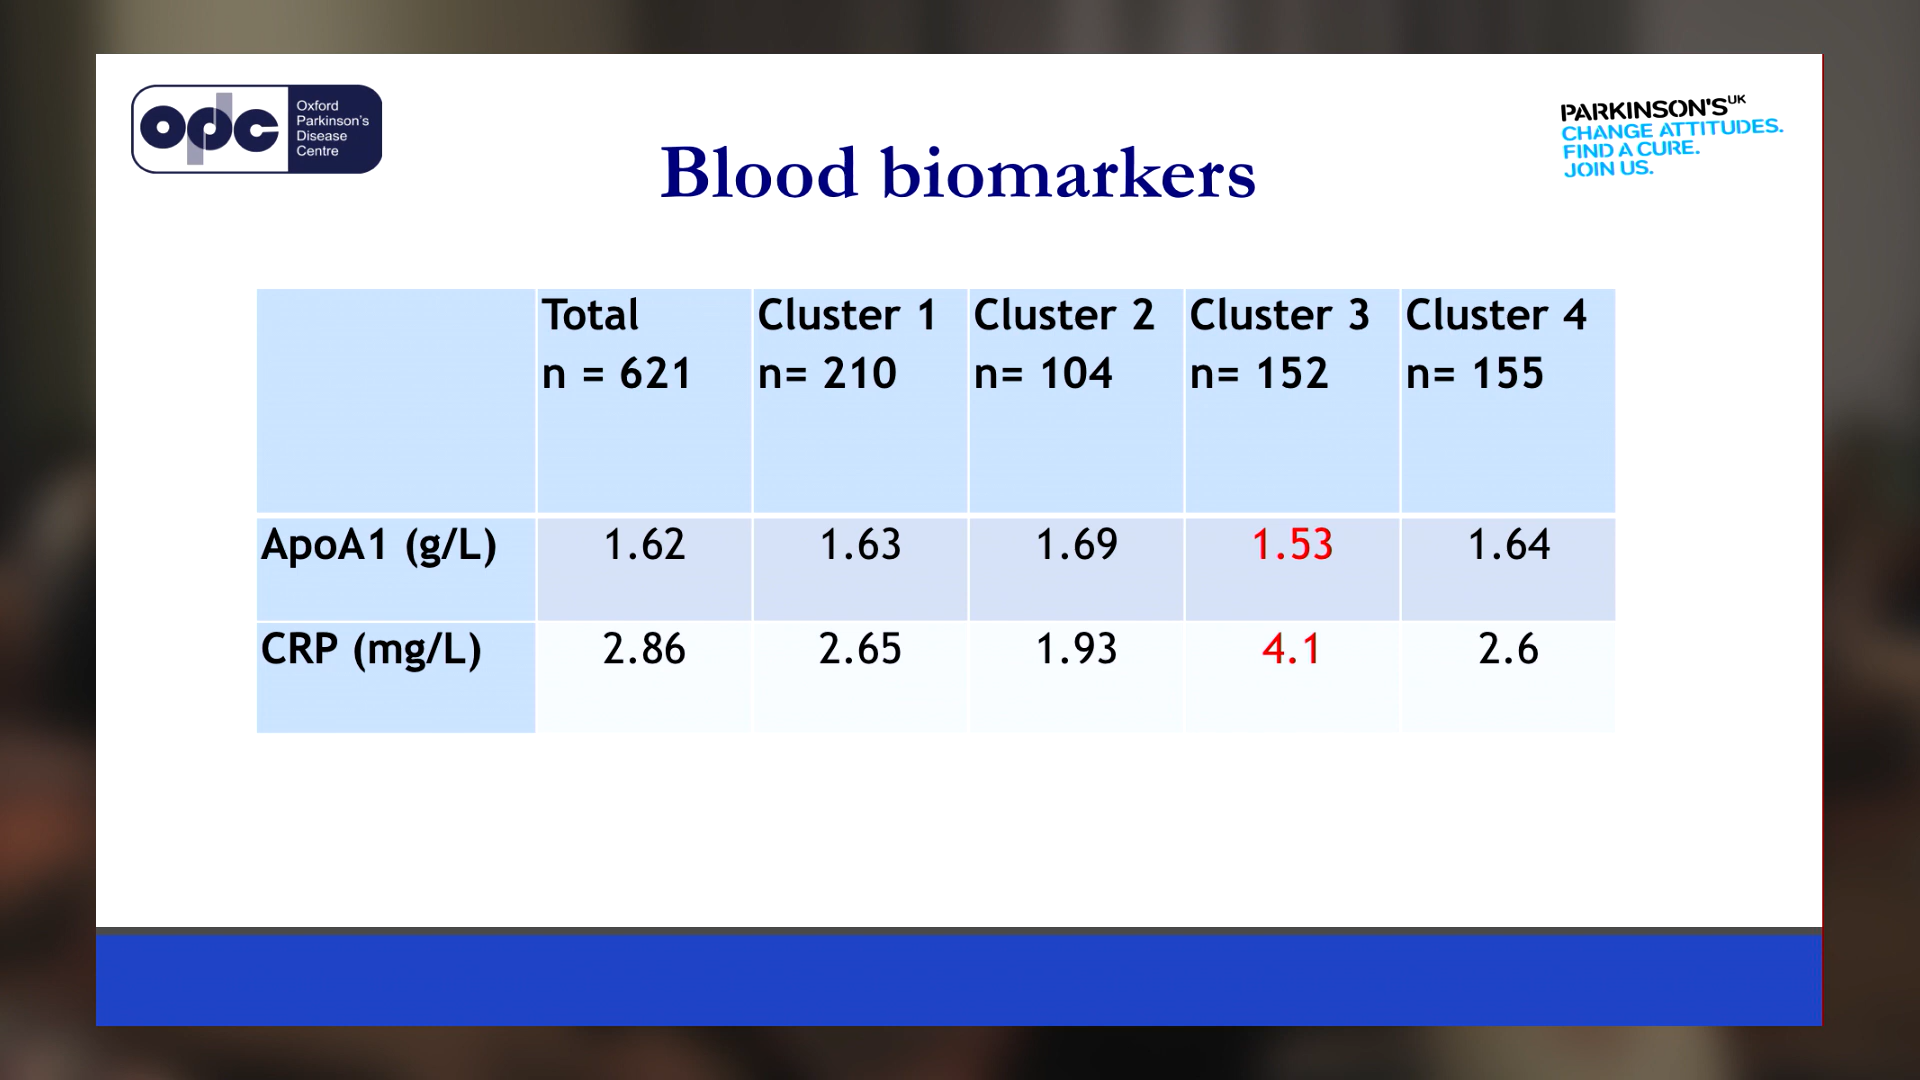 odc
Oxford
Parkinson's
Disease
Centre
PARKINSON'S UK
CHANGE ATTITUDES.
FIND A CURE.
JOIN US.
Blood biomarkers
Total Cluster 1 Cluster 2 Cluster 3 Cluster 4
n = 621 n= 210 n= 104 n= 152 n= 155
ApoA1 (g/L) 1.62 1.63 1.69 1.53 1.64
CRP (mg/L) 2.86 2.65 1.93 4.1 2.6